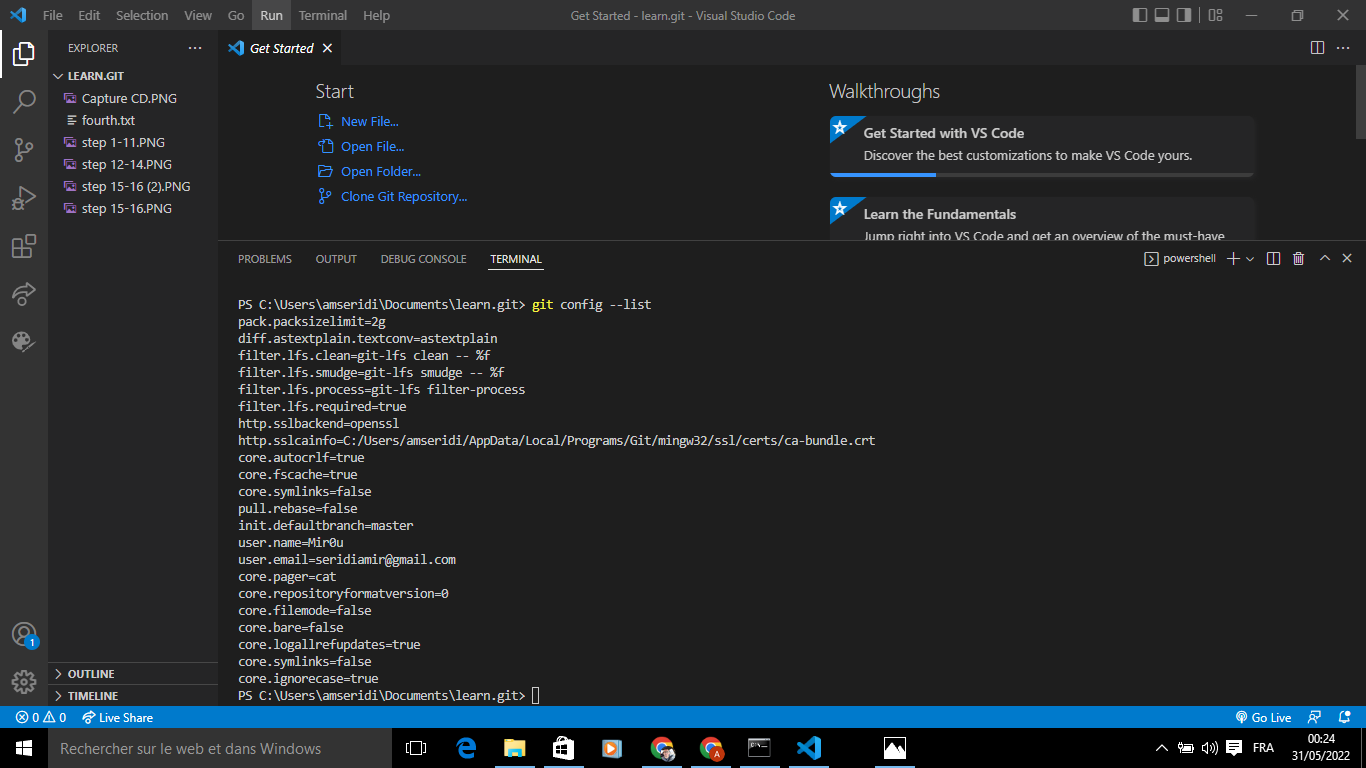 File Edit Selection View Go Run Terminal Help
Get Started - learn.git - Visual Studio Code
EXPLORER
LEARN.GIT
Capture CD.PNG
fourth.txt
step 1-11.PNG
step 12-14.PNG
step 15-16 (2).PNG
step 15-16.PNG
OUTLINE
TIMELINE
Get Started
Start
New File...
Open File...
Open Folder...
Clone Git Repository...
Walkthroughs
Get Started with VS Code
Discover the best customizations to make VS Code yours.
Learn the Fundamentals
Jump right into VS Code and get an overview of the must-have
PROBLEMS OUTPUT DEBUG CONSOLE TERMINAL
powershell
PS C:\Users\amseridi\Documents\learn.git> git config --list
pack.packsizelimit=2g
diff.astextplain.textconv=astextplain
filter.lfs.clean=git-lfs clean -- %f
filter.lfs.smudge=git-lfs smudge -- %f
filter.lfs.process=git-lfs filter-process
filter.lfs.required=true
http.sslbackend=openssl
http.sslcainfo=C:/Users/amseridi/AppData/Local/Programs/Git/mingw32/ssl/certs/ca-bundle.crt
core.autocrlf=true
core.fscache=true
core.symlinks=false
pull.rebase=false
init.defaultbranch=master
user.name=Mir0u
user.email=seridiamir@gmail.com
core.pager=cat
core.repositoryformatversion=0
core.filemode=false
core.bare=false
core.logallrefupdates=true
core.symlinks=false
core.ignorecase=true
PS C:\Users\amseridi\Documents\learn.git>
1
0 0 Live Share
Go Live
Rechercher sur le web et dans Windows
A
C:\
FRA
00:24
31/05/2022